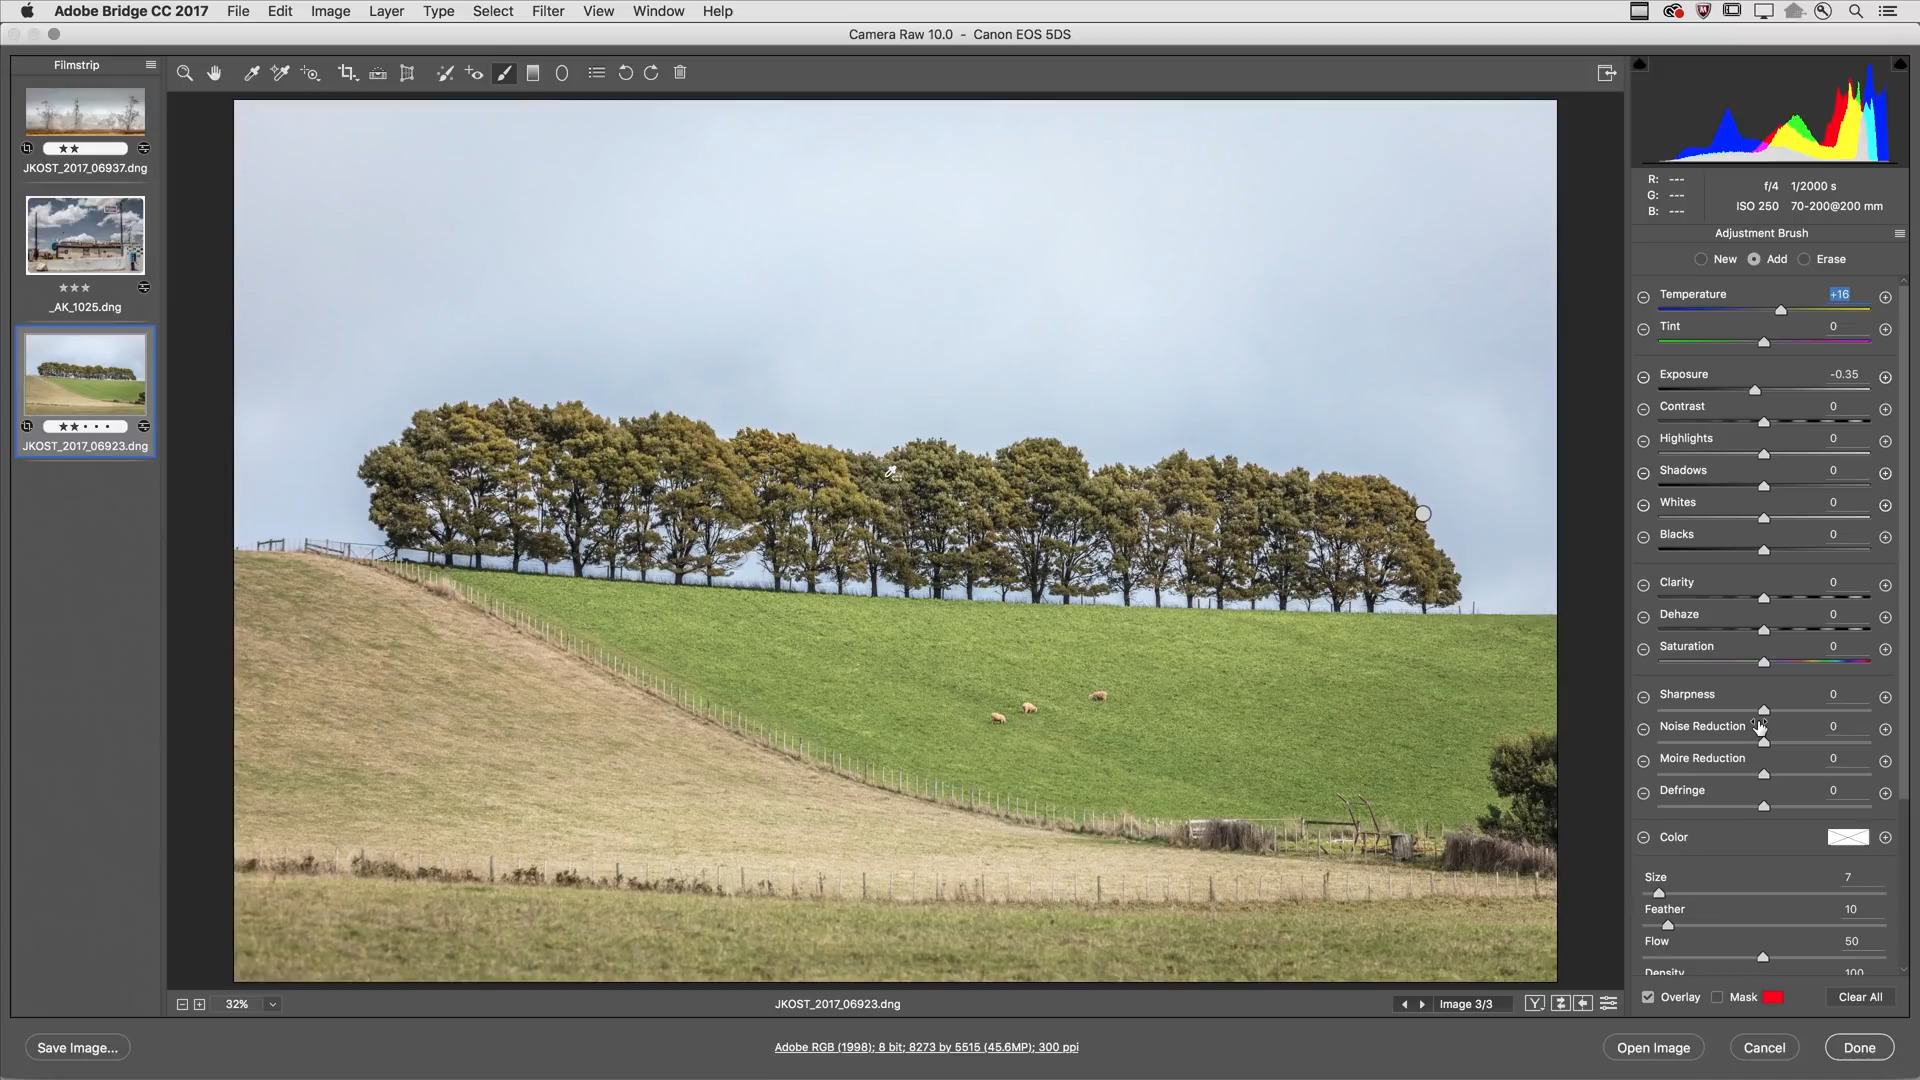 Adobe Bridge CC 2017 File Edit Image Layer Type Select Filter View Window Help
Camera Raw 10.0 - Canon EOS 5DS
Filmstrip
JKOST_2017_06937.dng
_AK_1025.dng
JKOST_2017_06923.dng
R: ---
G: ---
B: ---
f/4 1/2000 s
ISO 250 70-200@200 mm
Adjustment Brush
New Add Erase
Temperature +16
Tint 0
Exposure -0.35
Contrast 0
Highlights 0
Shadows 0
Whites 0
Blacks 0
Clarity 0
Dehaze 0
Saturation 0
Sharpness 0
Noise Reduction 0
Moire Reduction 0
Defringe 0
Color
Size 7
Feather 10
Flow 50
Density 100
Overlay Mask Clear All
32% JKOST_2017_06923.dng Image 3/3 Y
Save Image... Adobe RGB (1998); 8 bit; 8273 by 5515 (45.6MP); 300 ppi Open Image Cancel Done